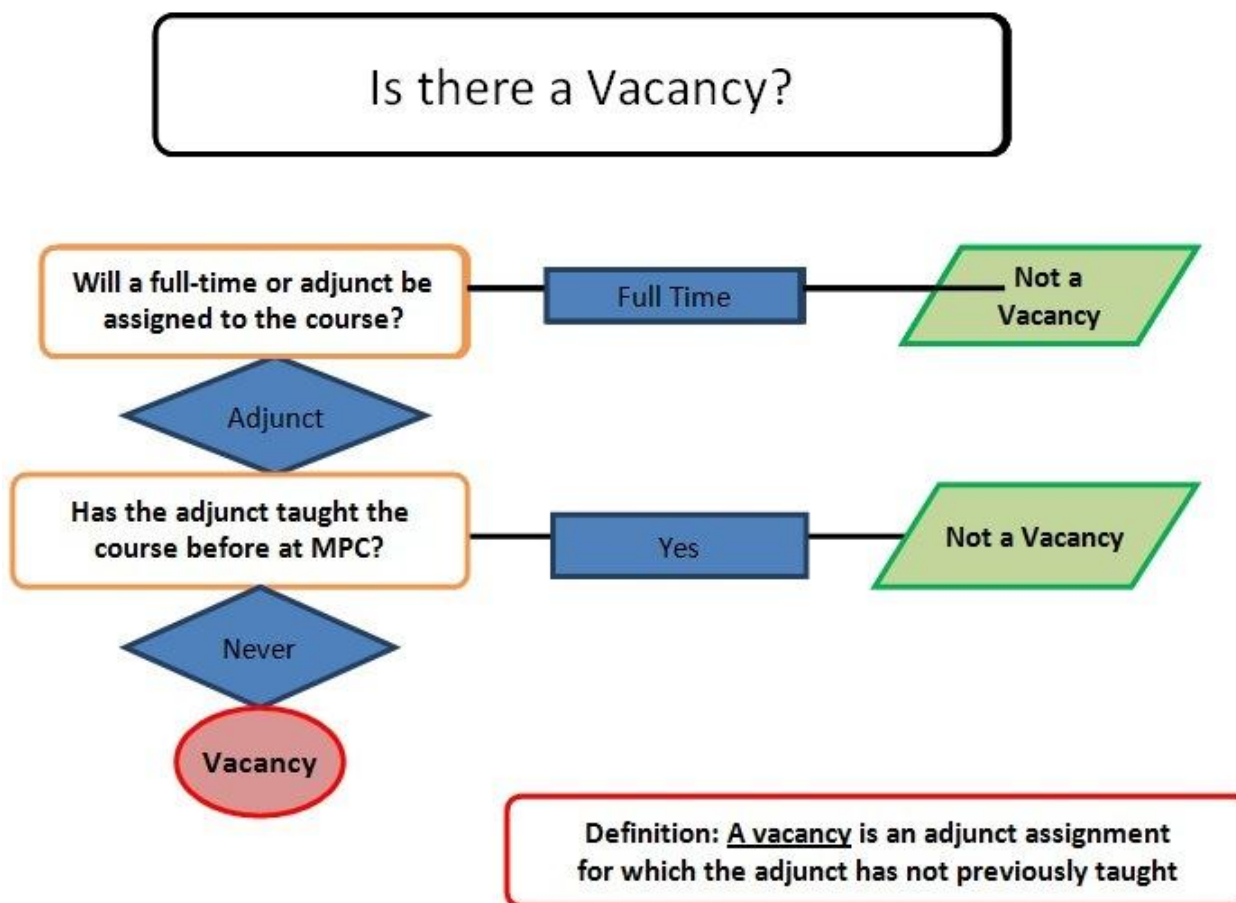 Is there a Vacancy?
Will a full-time or adjunct be
assigned to the course?
Full Time
Not a
Vacancy
Adjunct
Has the adjunct taught the
course before at MPC?
Yes
Not a Vacancy
Never
Vacancy
Definition: A vacancy is an adjunct assignment
for which the adjunct has not previously taught